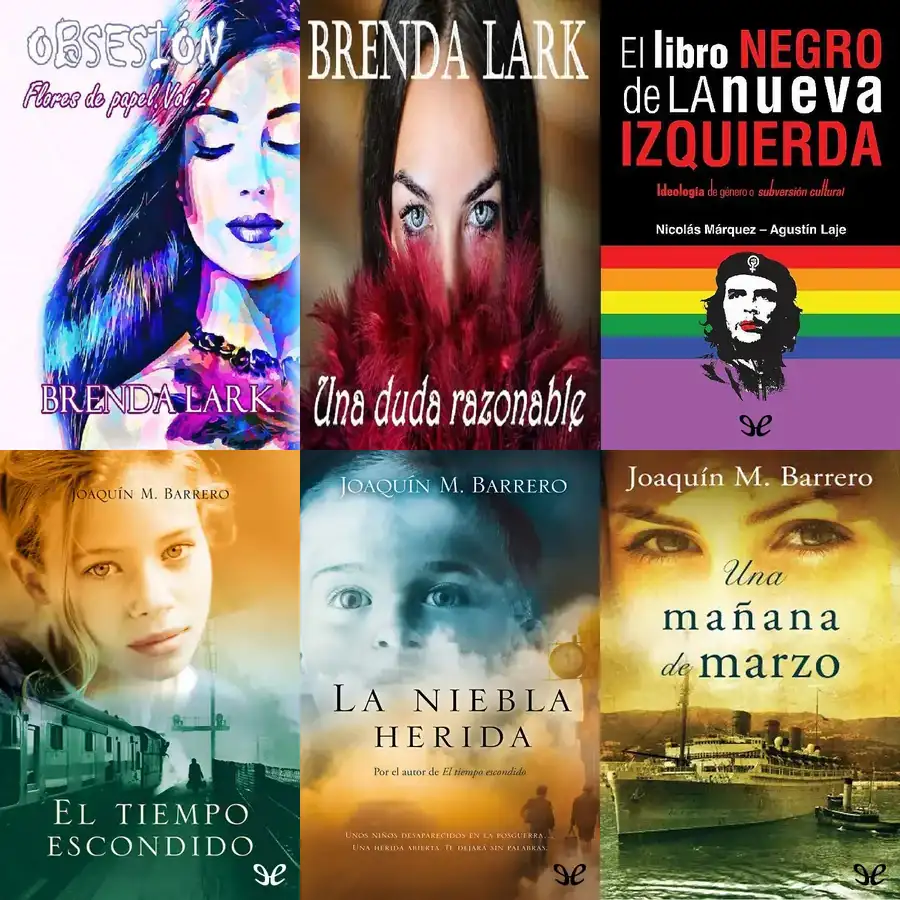 OBSESIÓN
Flores de papel, Vol 2
BRENDA LARK
BRENDA LARK
Una duda razonable
El libro NEGRO
de LA nueva
IZQUIERDA
Ideología de género o subversión cultural
Nicolás Márquez – Agustín Laje
JOAQUÍN M. BARRERO
EL TIEMPO
ESCONDIDO
JOAQUÍN M. BARRERO
LA NIEBLA
HERIDA
Por el autor de El tiempo escondido
UNOS NIÑOS DESAPARECIDOS EN LA POSGUERRA...
UNA HERIDA ABIERTA. TE DEJARÁ SIN PALABRAS.
Joaquín M. Barrero
Una
mañana
de marzo